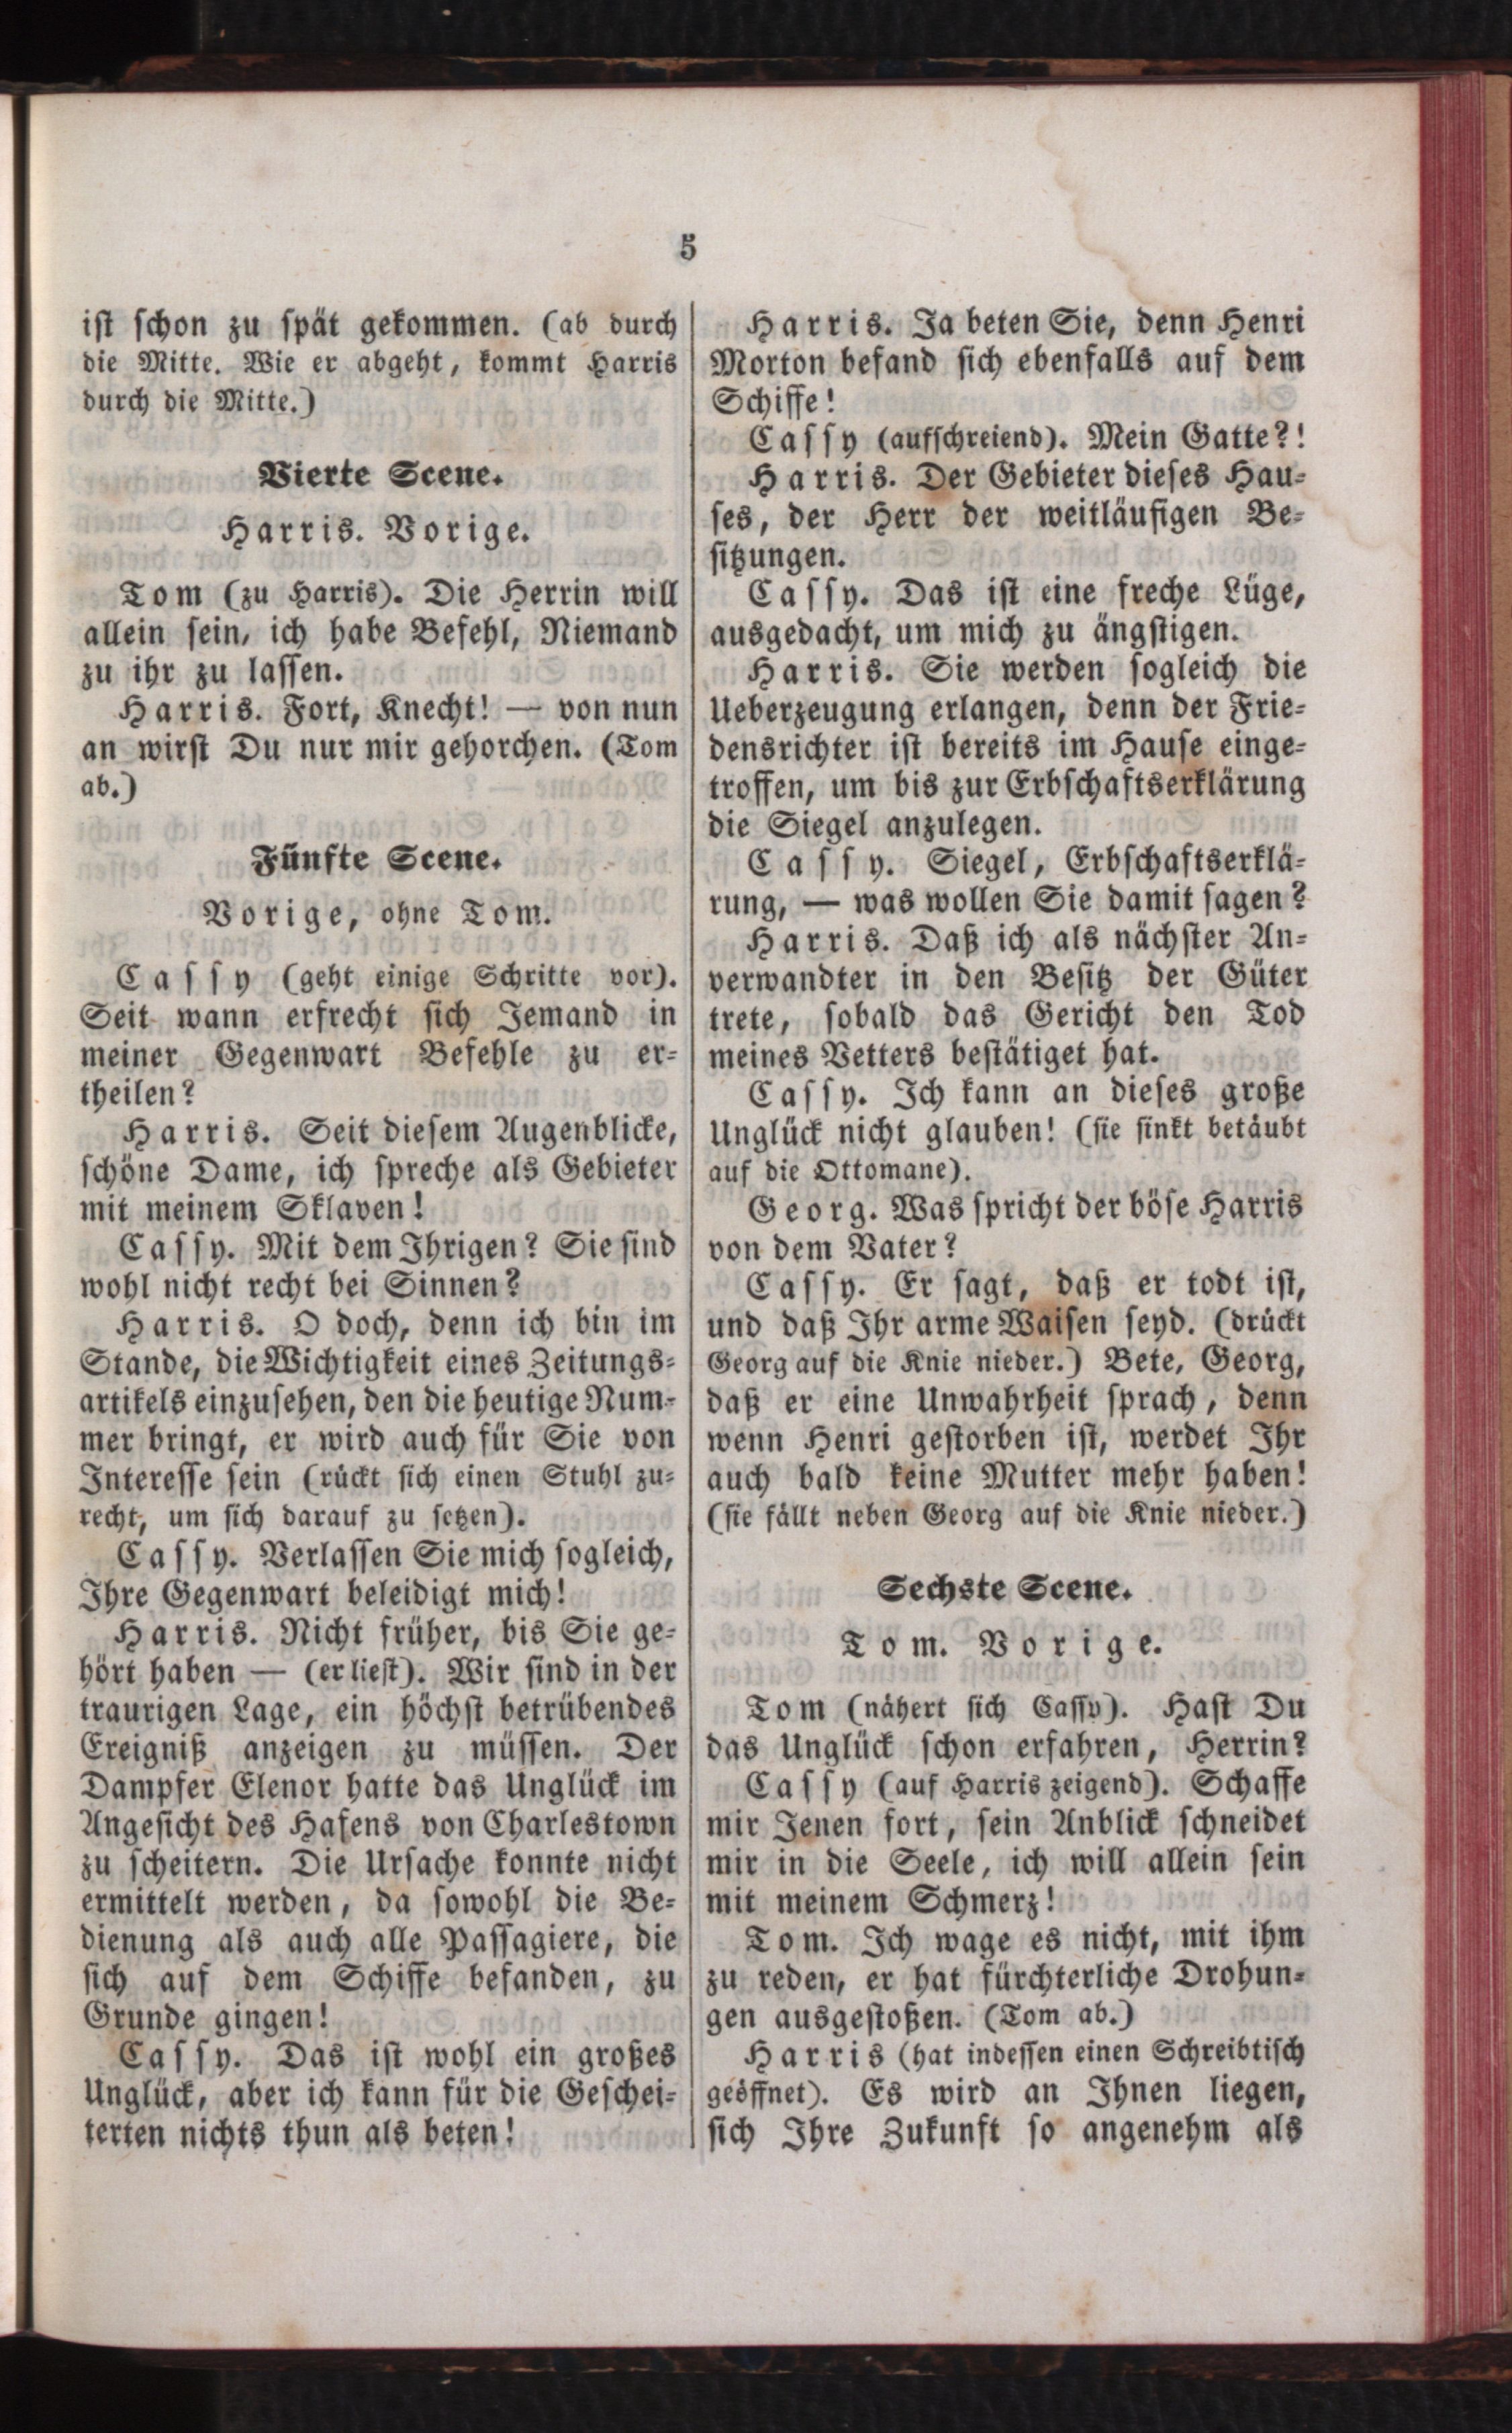 5
ist schon zu spät gekommen. (ab durch
die Mitte. Wie er abgeht, kommt Harris
durch die Mitte.)
Vierte Scene.
Harris. Vorige.
Tom (zu Harris). Die Herrin will
allein sein, ich habe Befehl, Niemand
zu ihr zu lassen.
Harris. Fort, Knecht! — von nun
an wirst Du nur mir gehorchen. (Tom
ab.)
Fünfte Scene.
Vorige, ohne Tom.
Cassy (geht einige Schritte vor).
Seit wann erfrecht sich Jemand in
meiner Gegenwart Befehle zu er-
theilen?
Harris. Seit diesem Augenblicke,
schöne Dame, ich spreche als Gebieter
mit meinem Sklaven!
Cassy. Mit dem Ihrigen? Sie sind
wohl nicht recht bei Sinnen?
Harris. O doch, denn ich bin im
Stande, die Wichtigkeit eines Zeitungs-
artikels einzusehen, den die heutige Num-
mer bringt, er wird auch für Sie von
Interesse sein (rückt sich einen Stuhl zu-
recht, um sich darauf zu setzen).
Cassy. Verlassen Sie mich sogleich,
Ihre Gegenwart beleidigt mich!
Harris. Nicht früher, bis Sie ge-
hört haben — (er liest). Wir sind in der
traurigen Lage, ein höchst betrübendes
Ereigniß anzeigen zu müssen. Der
Dampfer Elenor hatte das Unglück im
Angesicht des Hafens von Charlestown
zu scheitern. Die Ursache konnte nicht
ermittelt werden, da sowohl die Be-
dienung als auch alle Passagiere, die
sich auf dem Schiffe befanden, zu
Grunde gingen!
Cassy. Das ist wohl ein großes
Unglück, aber ich kann für die Geschei-
terten nichts thun als beten!
Harris. Ja beten Sie, denn Henri
Morton befand sich ebenfalls auf dem
Schiffe!
Cassy (aufschreiend). Mein Gatte?!
Harris. Der Gebieter dieses Hau-
ses, der Herr der weitläufigen Be-
sitzungen.
Cassy. Das ist eine freche Lüge,
ausgedacht, um mich zu ängstigen.
Harris. Sie werden sogleich die
Ueberzeugung erlangen, denn der Frie-
densrichter ist bereits im Hause einge-
troffen, um bis zur Erbschaftserklärung
die Siegel anzulegen.
Cassy. Siegel, Erbschaftserklä-
rung, — was wollen Sie damit sagen?
Harris. Daß ich als nächster An-
verwandter in den Besitz der Güter
trete, sobald das Gericht den Tod
meines Vetters bestätiget hat.
Cassy. Ich kann an dieses große
Unglück nicht glauben! (sie sinkt betäubt
auf die Ottomane).
Georg. Was spricht der böse Harris
von dem Vater?
Cassy. Er sagt, daß er todt ist,
und daß Ihr arme Waisen seyd. (drückt
Georg auf die Knie nieder.) Bete, Georg,
daß er eine Unwahrheit sprach, denn
wenn Henri gestorben ist, werdet Ihr
auch bald keine Mutter mehr haben!
(sie fällt neben Georg auf die Knie nieder.)
Sechste Scene.
Tom. Vorige.
Tom (nähert sich Cassy). Hast Du
das Unglück schon erfahren, Herrin?
Cassy (auf Harris zeigend). Schaffe
mir Jenen fort, sein Anblick schneidet
mir in die Seele, ich will allein sein
mit meinem Schmerz!
Tom. Ich wage es nicht, mit ihm
zu reden, er hat fürchterliche Drohun-
gen ausgestoßen. (Tom ab.)
Harris (hat indessen einen Schreibtisch
geöffnet). Es wird an Ihnen liegen,
sich Ihre Zukunft so angenehm als